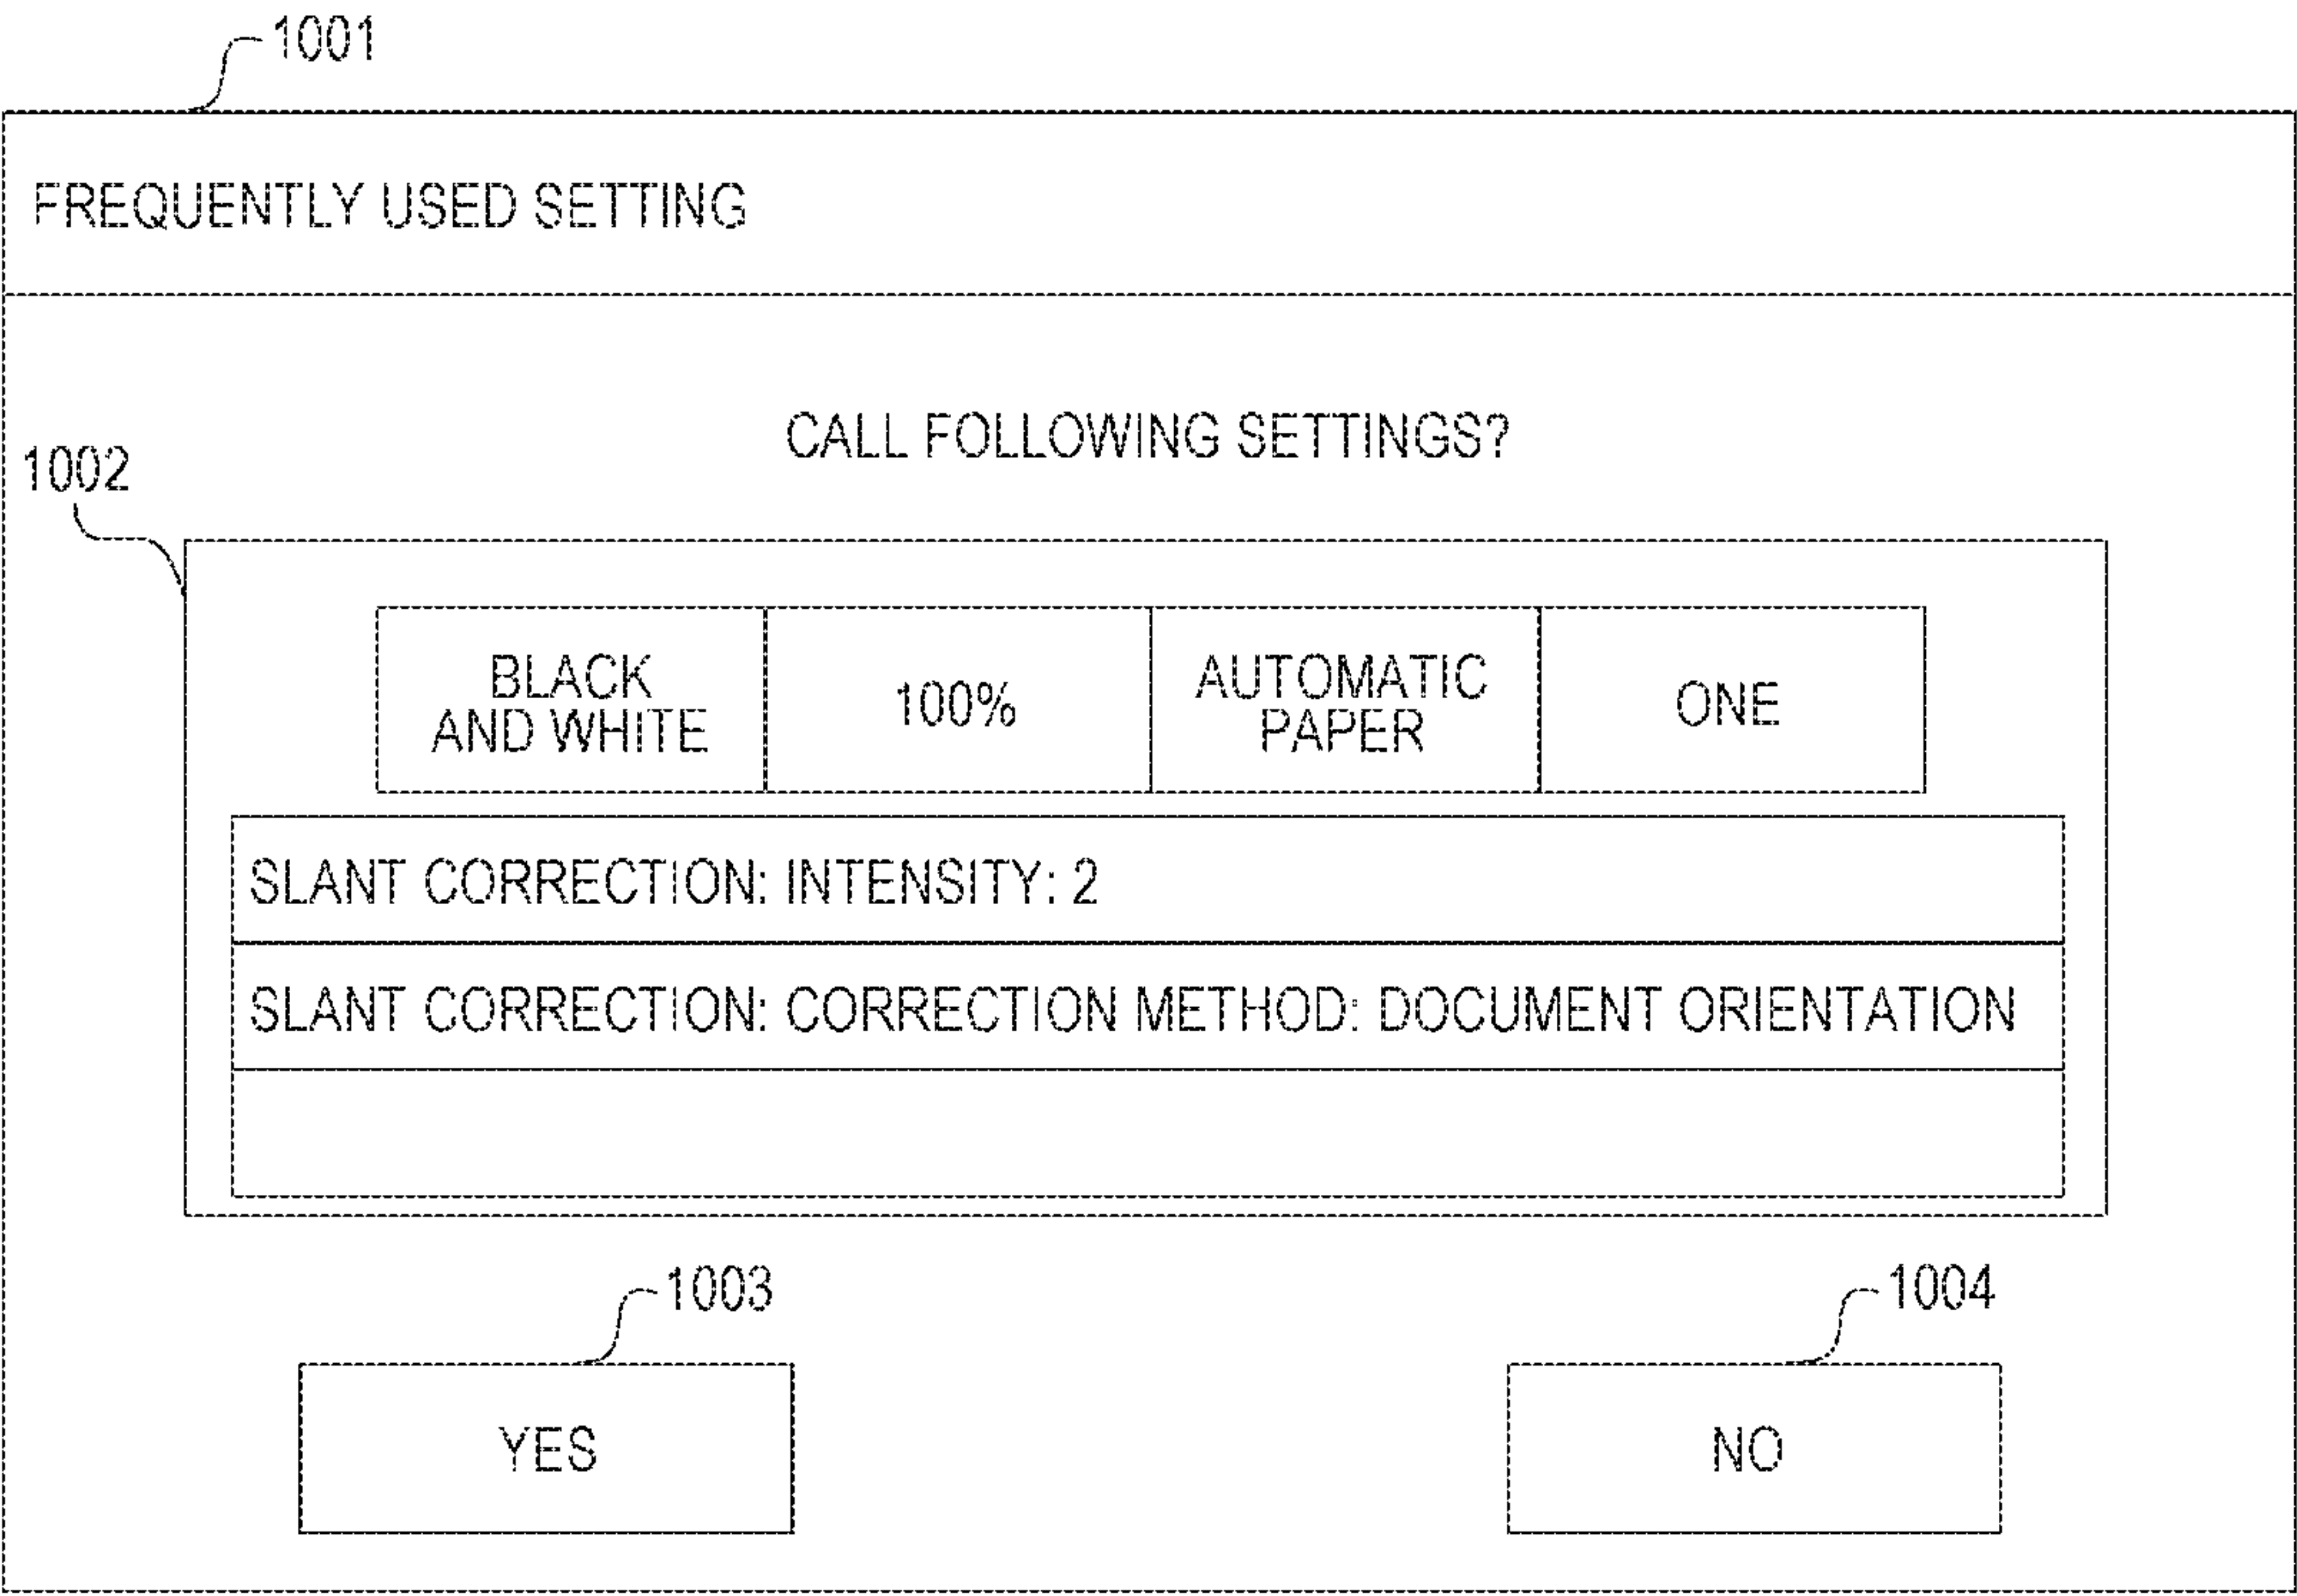 1001
FREQUENTLY USED SETTING
CALL FOLLOWING SETTINGS?
1002
BLACK
AND WHITE
100%
AUTOMATIC
PAPER
ONE
SLANT CORRECTION: INTENSITY: 2
SLANT CORRECTION: CORRECTION METHOD: DOCUMENT ORIENTATION
1003
1004
YES
NO